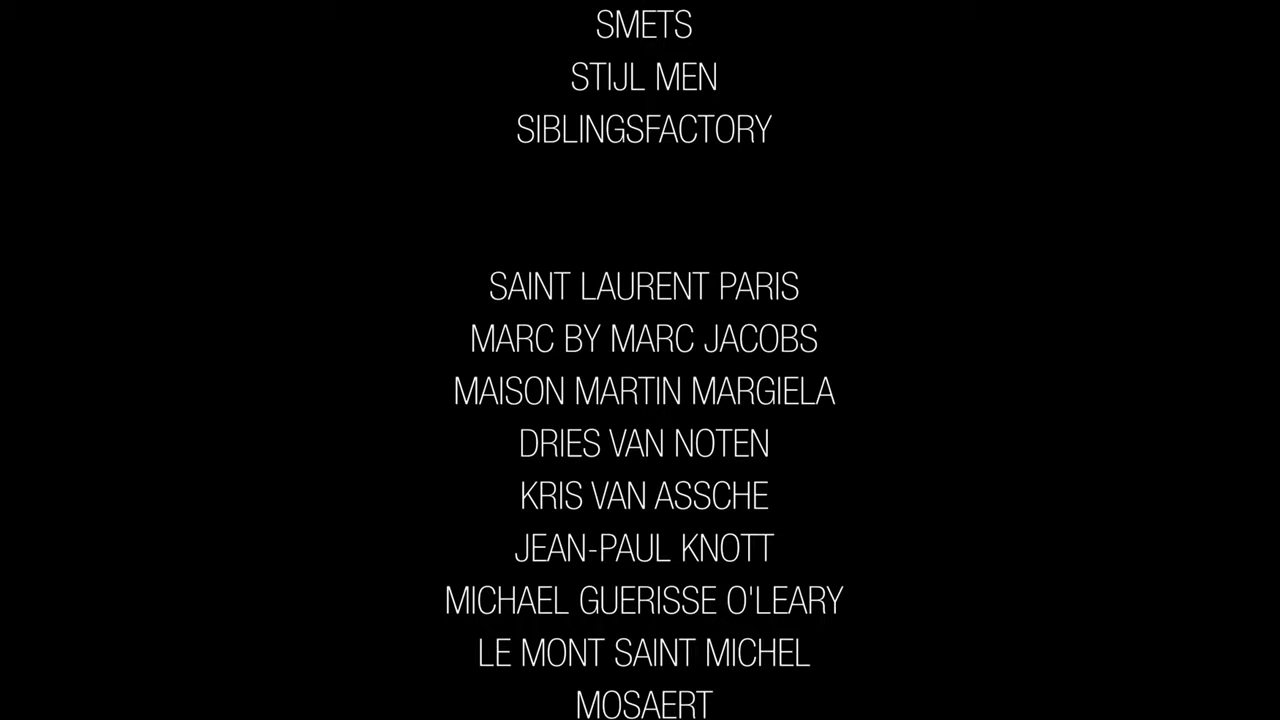 SMETS
STIJL MEN
SIBLINGSFACTORY
SAINT LAURENT PARIS
MARC BY MARC JACOBS
MAISON MARTIN MARGIELA
DRIES VAN NOTEN
KRIS VAN ASSCHE
JEAN-PAUL KNOTT
MICHAEL GUERISSE O'LEARY
LE MONT SAINT MICHEL
MOSAERT